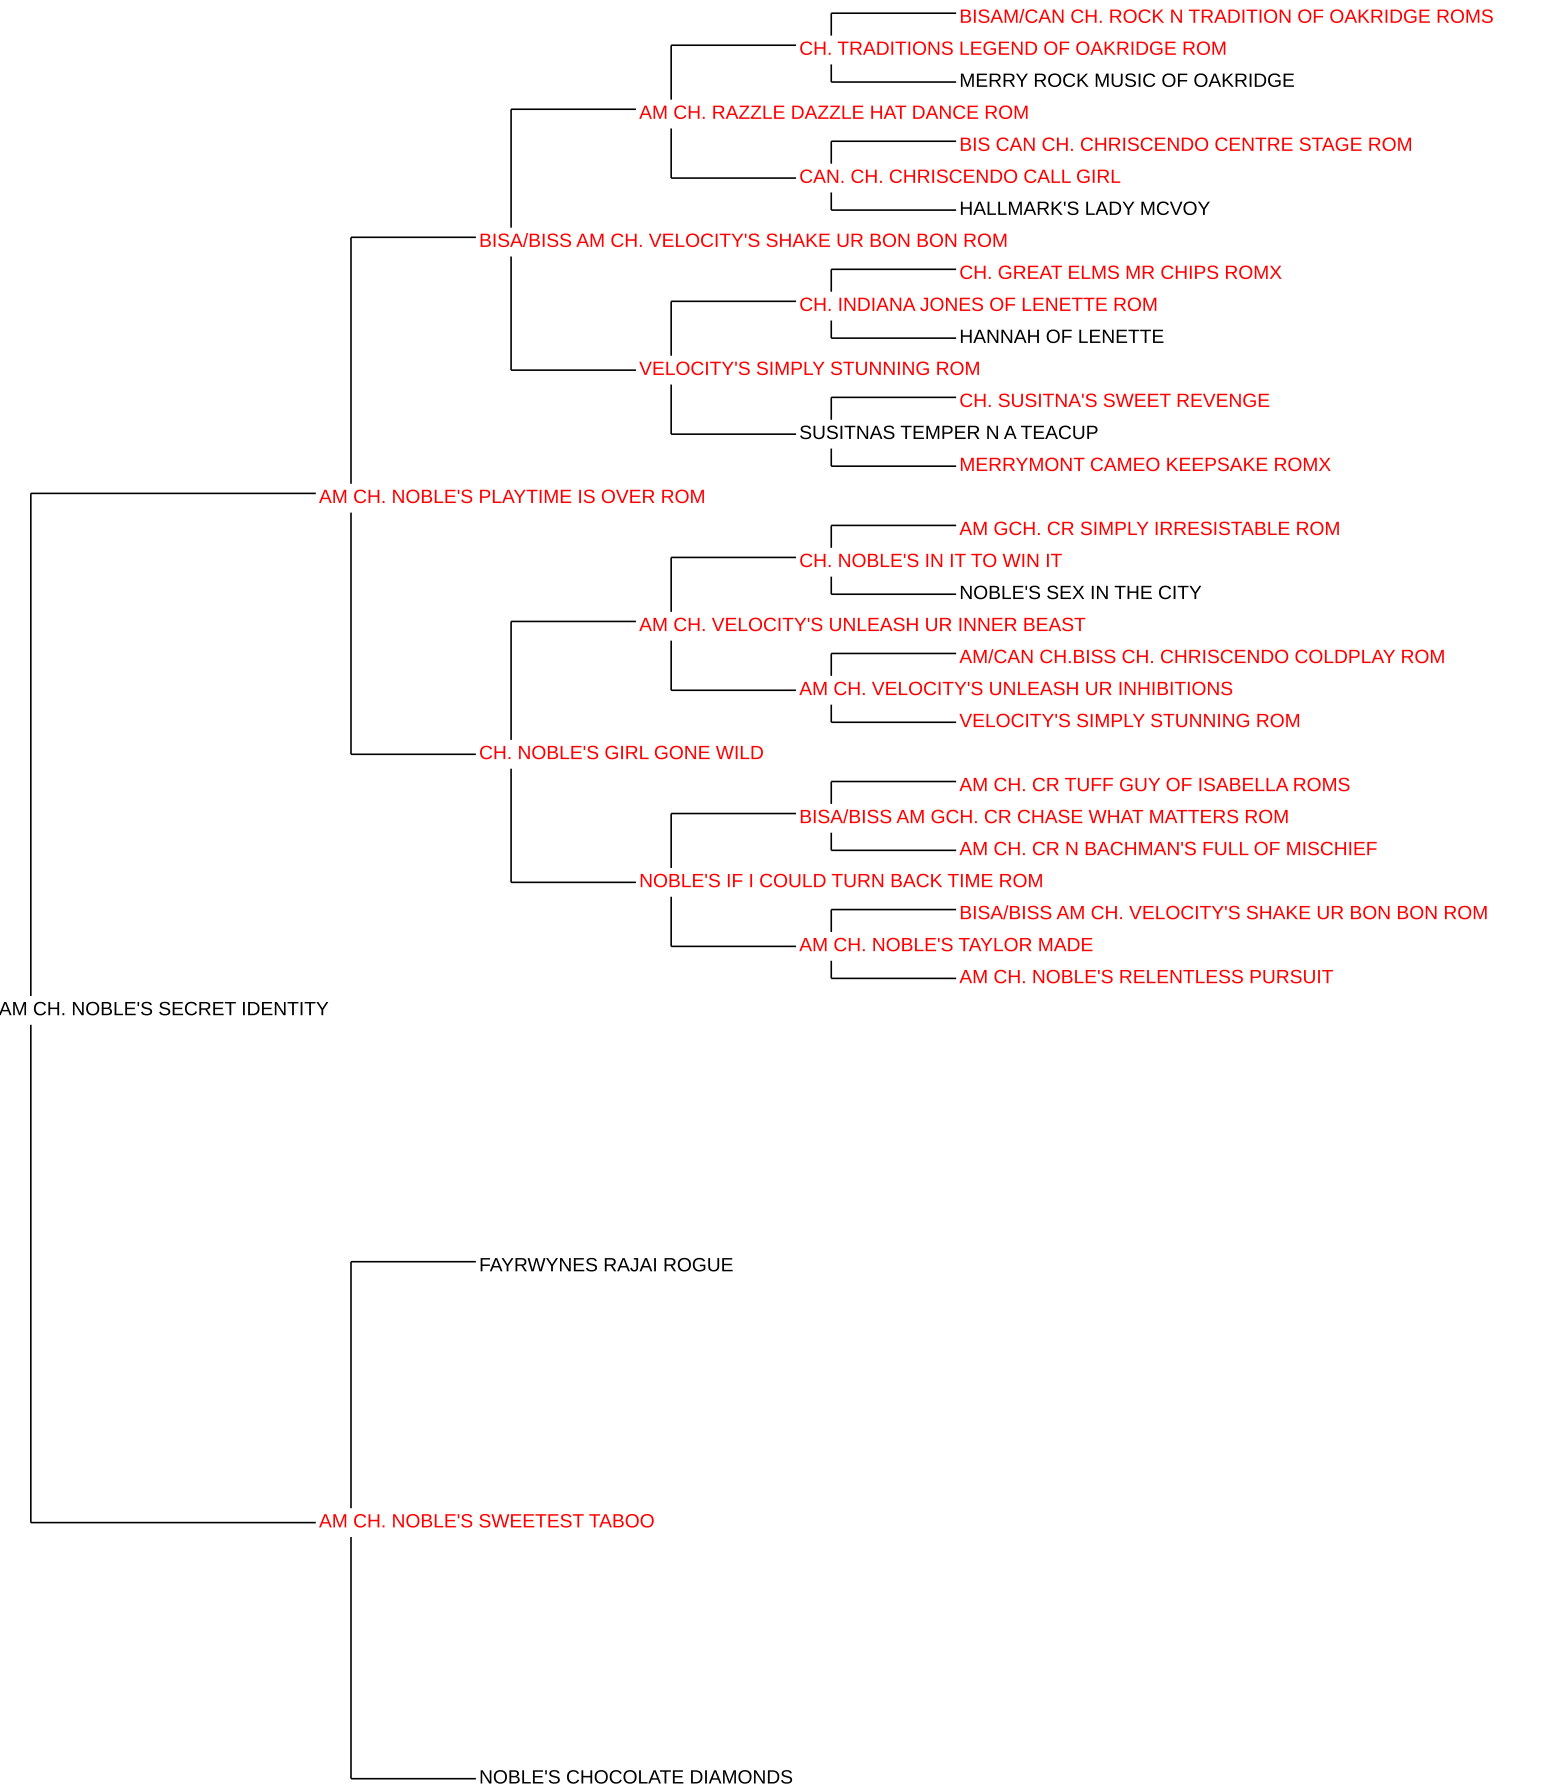 BISAM/CAN CH. ROCK N TRADITION OF OAKRIDGE ROMS
CH. TRADITIONS LEGEND OF OAKRIDGE ROM
MERRY ROCK MUSIC OF OAKRIDGE
AM CH. RAZZLE DAZZLE HAT DANCE ROM
BIS CAN CH. CHRISCENDO CENTRE STAGE ROM
CAN. CH. CHRISCENDO CALL GIRL
HALLMARK'S LADY MCVOY
BISA/BISS AM CH. VELOCITY'S SHAKE UR BON BON ROM
CH. GREAT ELMS MR CHIPS ROMX
CH. INDIANA JONES OF LENETTE ROM
HANNAH OF LENETTE
VELOCITY'S SIMPLY STUNNING ROM
CH. SUSITNA'S SWEET REVENGE
SUSITNAS TEMPER N A TEACUP
MERRYMONT CAMEO KEEPSAKE ROMX
AM CH. NOBLE'S PLAYTIME IS OVER ROM
AM GCH. CR SIMPLY IRRESISTABLE ROM
CH. NOBLE'S IN IT TO WIN IT
NOBLE'S SEX IN THE CITY
AM CH. VELOCITY'S UNLEASH UR INNER BEAST
AM/CAN CH.BISS CH. CHRISCENDO COLDPLAY ROM
AM CH. VELOCITY'S UNLEASH UR INHIBITIONS
VELOCITY'S SIMPLY STUNNING ROM
CH. NOBLE'S GIRL GONE WILD
AM CH. CR TUFF GUY OF ISABELLA ROMS
BISA/BISS AM GCH. CR CHASE WHAT MATTERS ROM
AM CH. CR N BACHMAN'S FULL OF MISCHIEF
NOBLE'S IF I COULD TURN BACK TIME ROM
BISA/BISS AM CH. VELOCITY'S SHAKE UR BON BON ROM
AM CH. NOBLE'S TAYLOR MADE
AM CH. NOBLE'S RELENTLESS PURSUIT
AM CH. NOBLE'S SECRET IDENTITY
FAYRWYNES RAJAI ROGUE
AM CH. NOBLE'S SWEETEST TABOO
NOBLE'S CHOCOLATE DIAMONDS